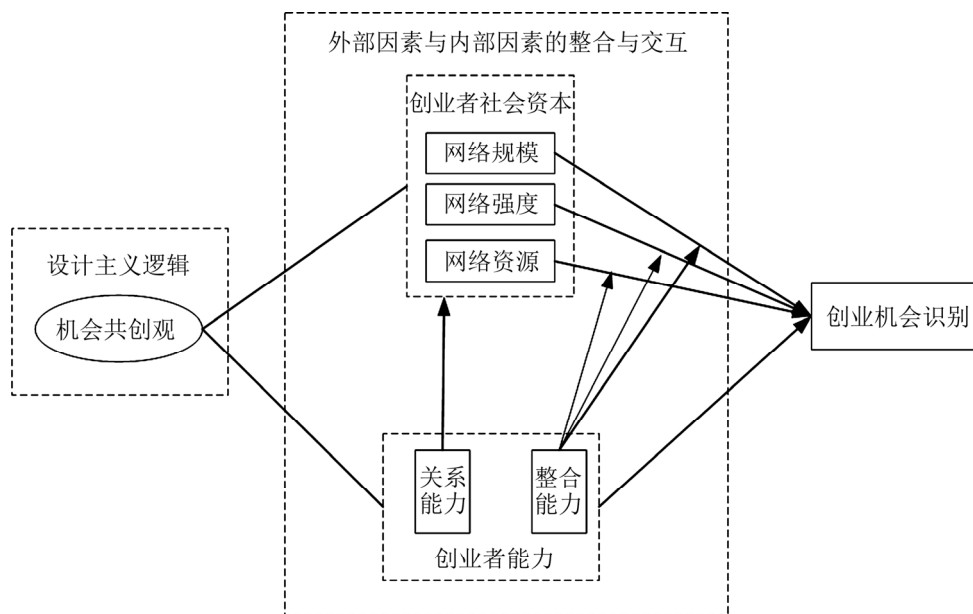 外部因素与内部因素的整合与交互
创业者社会资本
网络规模
网络强度
网络资源
设计主义逻辑
机会共创观
创业机会识别
关系
能力
整合
能力
创业者能力